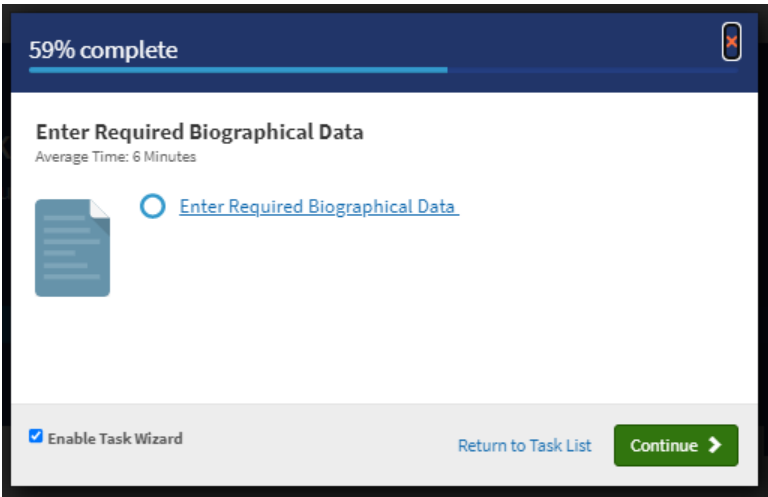 59% complete
Enter Required Biographical Data
Average Time: 6 Minutes
Enter Required Biographical Data
Enable Task Wizard
Return to Task List
Continue